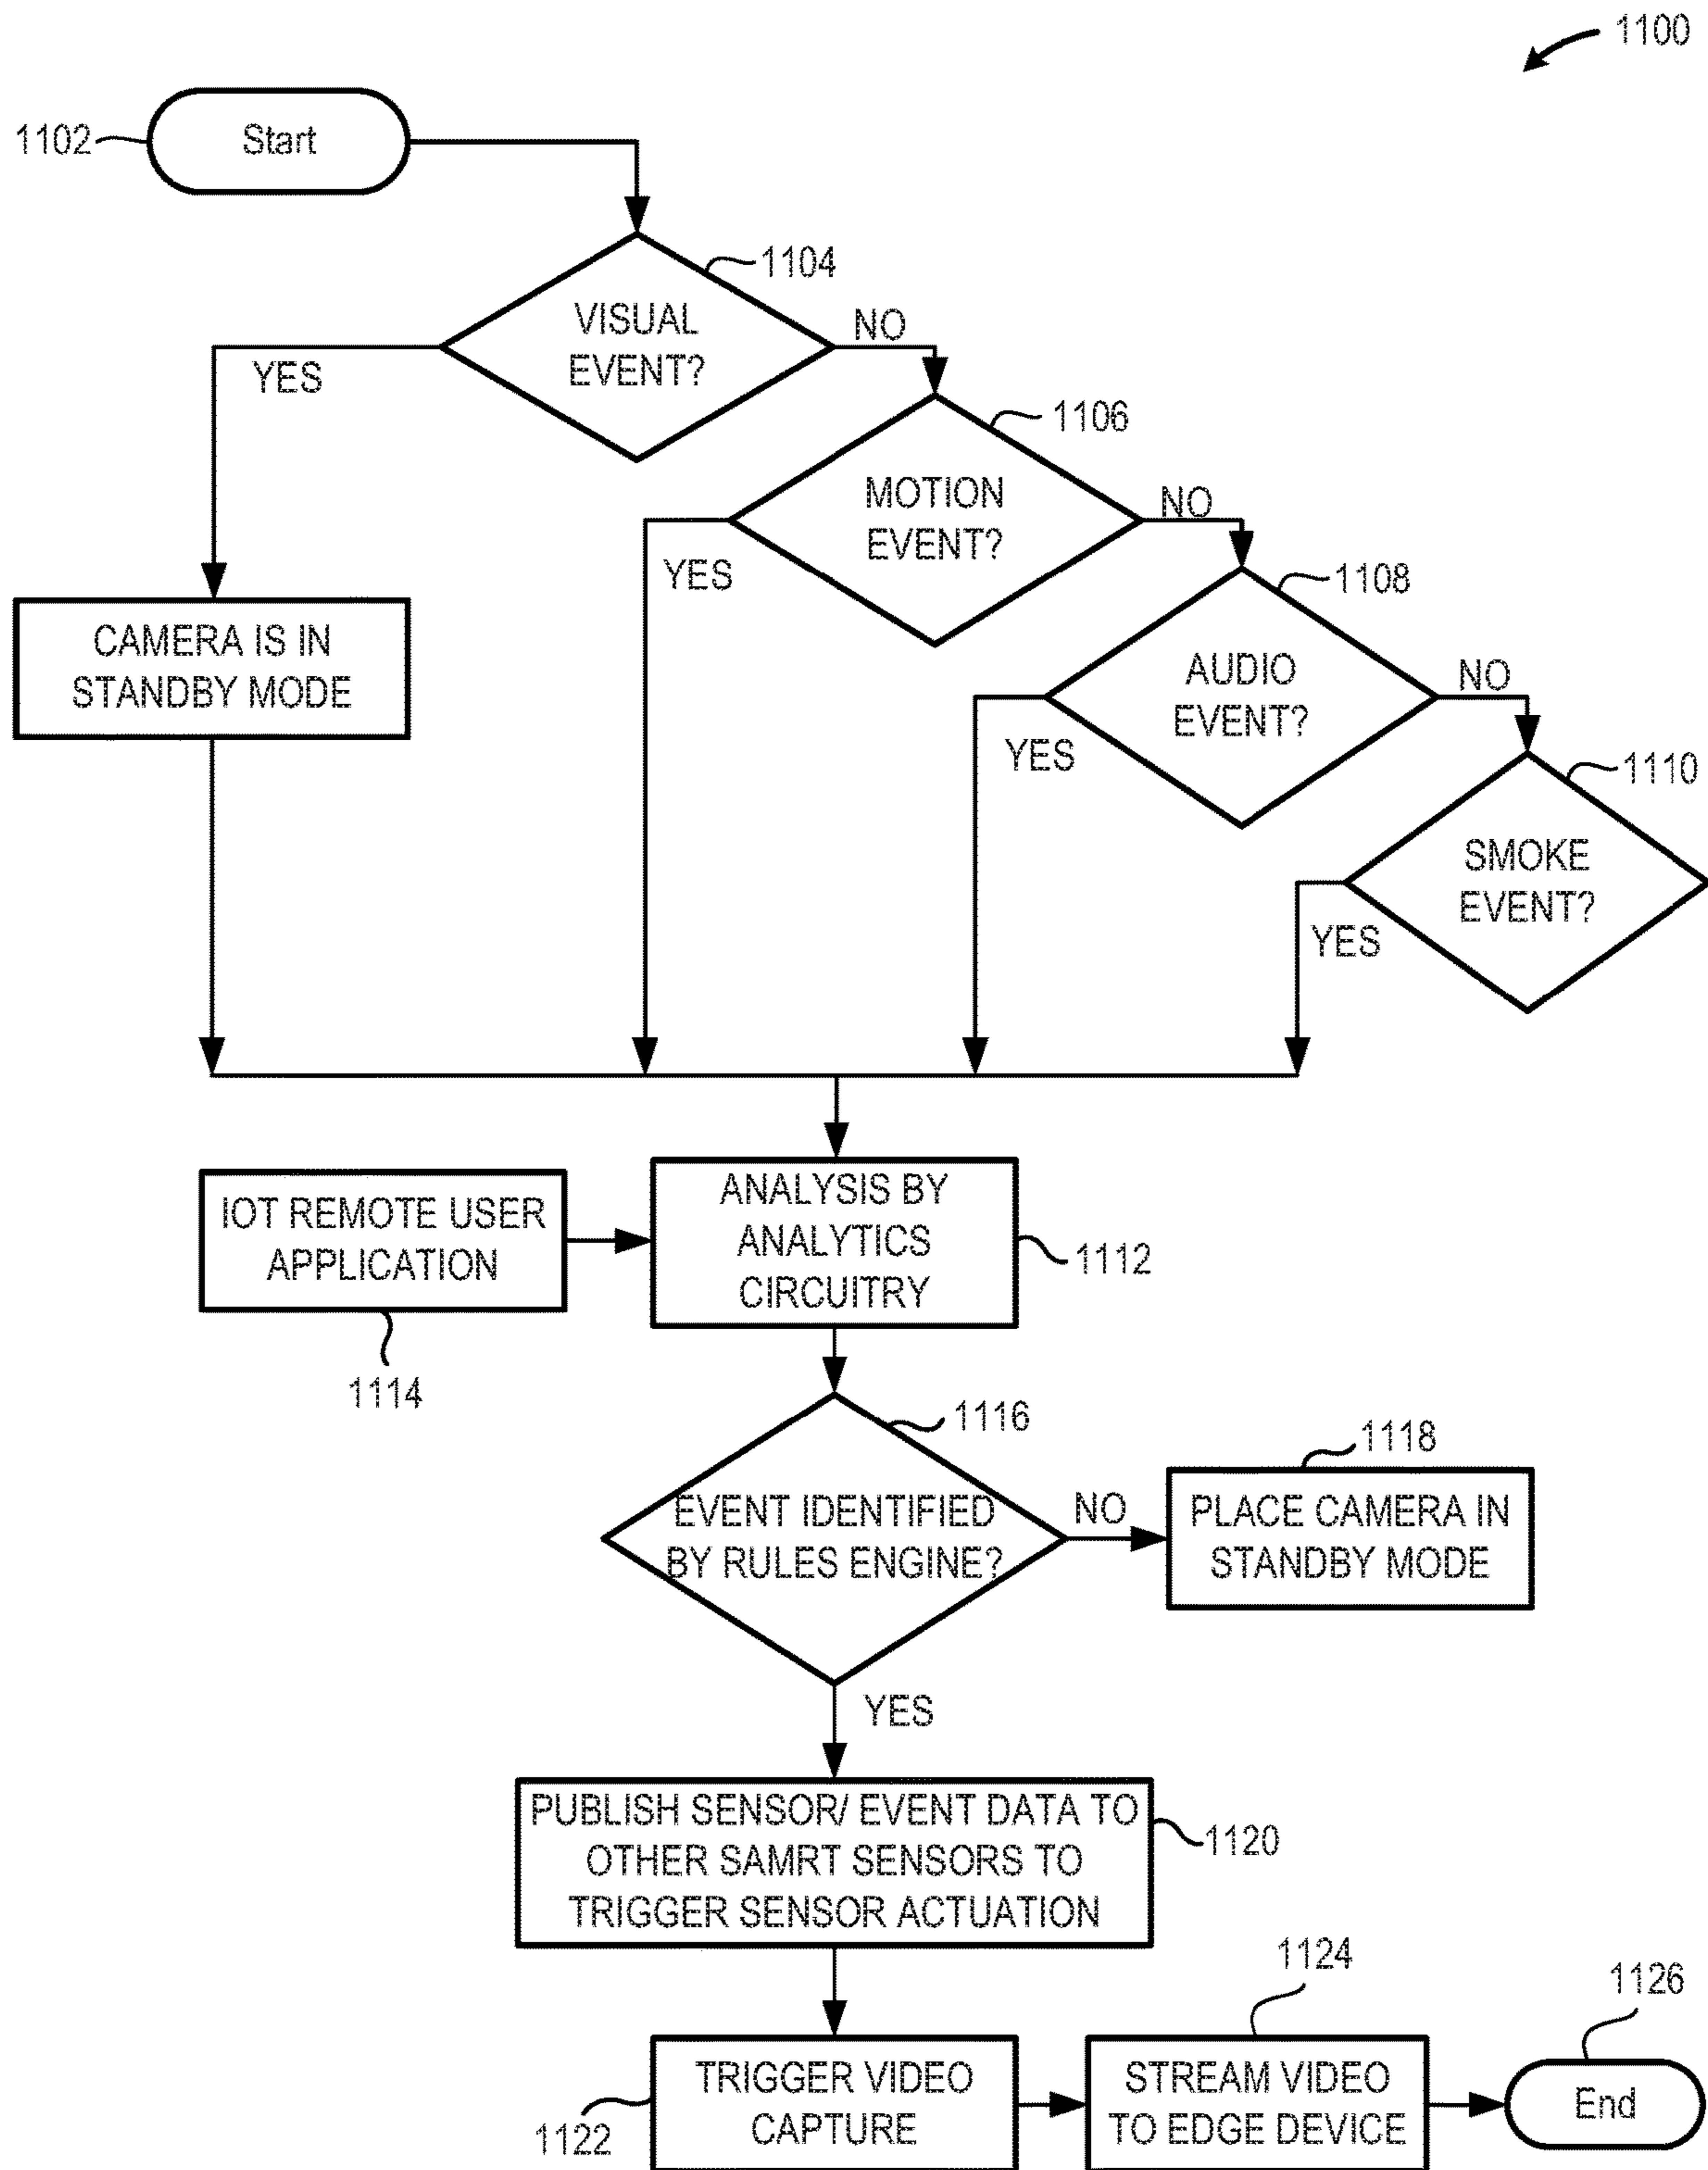 1100
1102
Start
1104
VISUAL
EVENT?
NO
YES
1106
MOTION
EVENT?
NO
YES
1108
AUDIO
EVENT?
NO
YES
1110
SMOKE
EVENT?
YES
CAMERA IS IN
STANDBY MODE
IOT REMOTE USER
APPLICATION
1114
ANALYSIS BY
ANALYTICS
CIRCUITRY
1112
1116
EVENT IDENTIFIED
BY RULES ENGINE?
NO
1118
PLACE CAMERA IN
STANDBY MODE
YES
PUBLISH SENSOR/ EVENT DATA TO
OTHER SAMRT SENSORS TO
TRIGGER SENSOR ACTUATION
1120
TRIGGER VIDEO
CAPTURE
1122
1124
STREAM VIDEO
TO EDGE DEVICE
1126
End